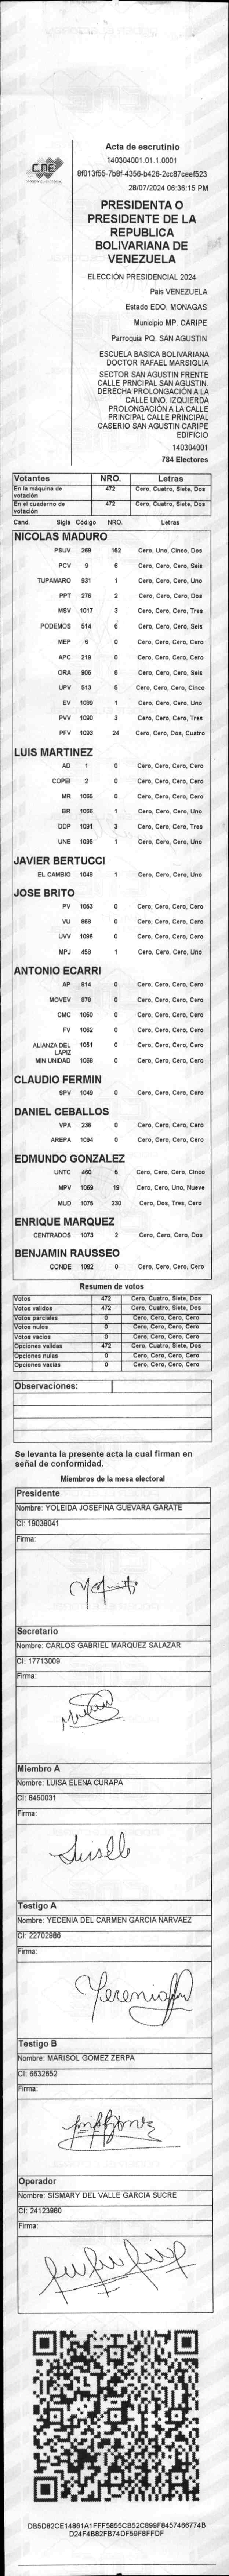 CNE
Acta de escrutinio
140304001.01.1.0001
8f013f55-7b8f-4356-b426-2cc87ceef523
28/07/2024 06:36:15 PM
PRESIDENTA O
PRESIDENTE DE LA
REPUBLICA
BOLIVARIANA DE
VENEZUELA
ELECCIÓN PRESIDENCIAL 2024
Pais VENEZUELA
Estado EDO. MONAGAS
Municipio MP. CARIPE
Parroquia PQ. SAN AGUSTIN
ESCUELA BASICA BOLIVARIANA
DOCTOR RAFAEL MARSIGLIA
SECTOR SAN AGUSTIN FRENTE
CALLE PRNCIPAL SAN AGUSTIN.
DERECHA PROLONGACIÓN A LA
CALLE UNO. IZQUIERDA
PROLONGACIÓN A LA CALLE
PRINCIPAL CALLE PRINCIPAL
CASERIO SAN AGUSTIN CARIPE
EDIFICIO
140304001
784 Electores
Votantes NRO. Letras
En la máquina de votación 472 Cero, Cuatro, Siete, Dos
En el cuaderno de votación 472 Cero, Cuatro, Siete, Dos
Cand. Sigla Código NRO. Letras
NICOLAS MADURO
PSUV 269 152 Cero, Uno, Cinco, Dos
PCV 9 6 Cero, Cero, Cero, Seis
TUPAMARO 931 1 Cero, Cero, Cero, Uno
PPT 276 2 Cero, Cero, Cero, Dos
MSV 1017 3 Cero, Cero, Cero, Tres
PODEMOS 514 6 Cero, Cero, Cero, Seis
MEP 6 0 Cero, Cero, Cero, Cero
APC 219 0 Cero, Cero, Cero, Cero
ORA 906 6 Cero, Cero, Cero, Seis
UPV 513 5 Cero, Cero, Cero, Cinco
EV 1089 1 Cero, Cero, Cero, Uno
PVV 1090 3 Cero, Cero, Cero, Tres
PFV 1093 24 Cero, Cero, Dos, Cuatro
LUIS MARTINEZ
AD 1 0 Cero, Cero, Cero, Cero
COPEI 2 0 Cero, Cero, Cero, Cero
MR 1065 0 Cero, Cero, Cero, Cero
BR 1066 1 Cero, Cero, Cero, Uno
DDP 1091 3 Cero, Cero, Cero, Tres
UNE 1095 1 Cero, Cero, Cero, Uno
JAVIER BERTUCCI
EL CAMBIO 1048 1 Cero, Cero, Cero, Uno
JOSE BRITO
PV 1053 0 Cero, Cero, Cero, Cero
VU 868 0 Cero, Cero, Cero, Cero
UVV 1096 0 Cero, Cero, Cero, Cero
MPJ 458 1 Cero, Cero, Cero, Uno
ANTONIO ECARRI
AP 814 0 Cero, Cero, Cero, Cero
MOVEV 878 0 Cero, Cero, Cero, Cero
CMC 1050 0 Cero, Cero, Cero, Cero
FV 1062 0 Cero, Cero, Cero, Cero
ALIANZA DEL LAPIZ 1051 0 Cero, Cero, Cero, Cero
MIN UNIDAD 1068 0 Cero, Cero, Cero, Cero
CLAUDIO FERMIN
SPV 1049 0 Cero, Cero, Cero, Cero
DANIEL CEBALLOS
VPA 236 0 Cero, Cero, Cero, Cero
AREPA 1094 0 Cero, Cero, Cero, Cero
EDMUNDO GONZALEZ
UNTC 460 5 Cero, Cero, Cero, Cinco
MPV 1069 19 Cero, Cero, Uno, Nueve
MUD 1075 230 Cero, Dos, Tres, Cero
ENRIQUE MARQUEZ
CENTRADOS 1073 2 Cero, Cero, Cero, Dos
BENJAMIN RAUSSEO
CONDE 1092 0 Cero, Cero, Cero, Cero
Resumen de votos
Votos 472 Cero, Cuatro, Siete, Dos
Votos validos 472 Cero, Cuatro, Siete, Dos
Votos parciales 0 Cero, Cero, Cero, Cero
Votos nulos 0 Cero, Cero, Cero, Cero
Votos vacios 0 Cero, Cero, Cero, Cero
Opciones validas 472 Cero, Cuatro, Siete, Dos
Opciones nulas 0 Cero, Cero, Cero, Cero
Opciones vacias 0 Cero, Cero, Cero, Cero
Observaciones:
Se levanta la presente acta la cual firman en
señal de conformidad.
Miembros de la mesa electoral
Presidente
Nombre: YOLEIDA JOSEFINA GUEVARA GARATE
CI: 19038041
Firma:
Secretario
Nombre: CARLOS GABRIEL MARQUEZ SALAZAR
CI: 17713009
Firma:
Miembro A
Nombre: LUISA ELENA CURAPA
CI: 8450031
Firma:
Testigo A
Nombre: YECENIA DEL CARMEN GARCIA NARVAEZ
CI: 22702986
Firma:
Testigo B
Nombre: MARISOL GOMEZ ZERPA
CI: 6632652
Firma:
Operador
Nombre: SISMARY DEL VALLE GARCIA SUCRE
CI: 24123980
Firma:
DB5D82CE14861A1FFF5855CB52C899F8457466774B
D24F4B82FB74DF59F8FFDF